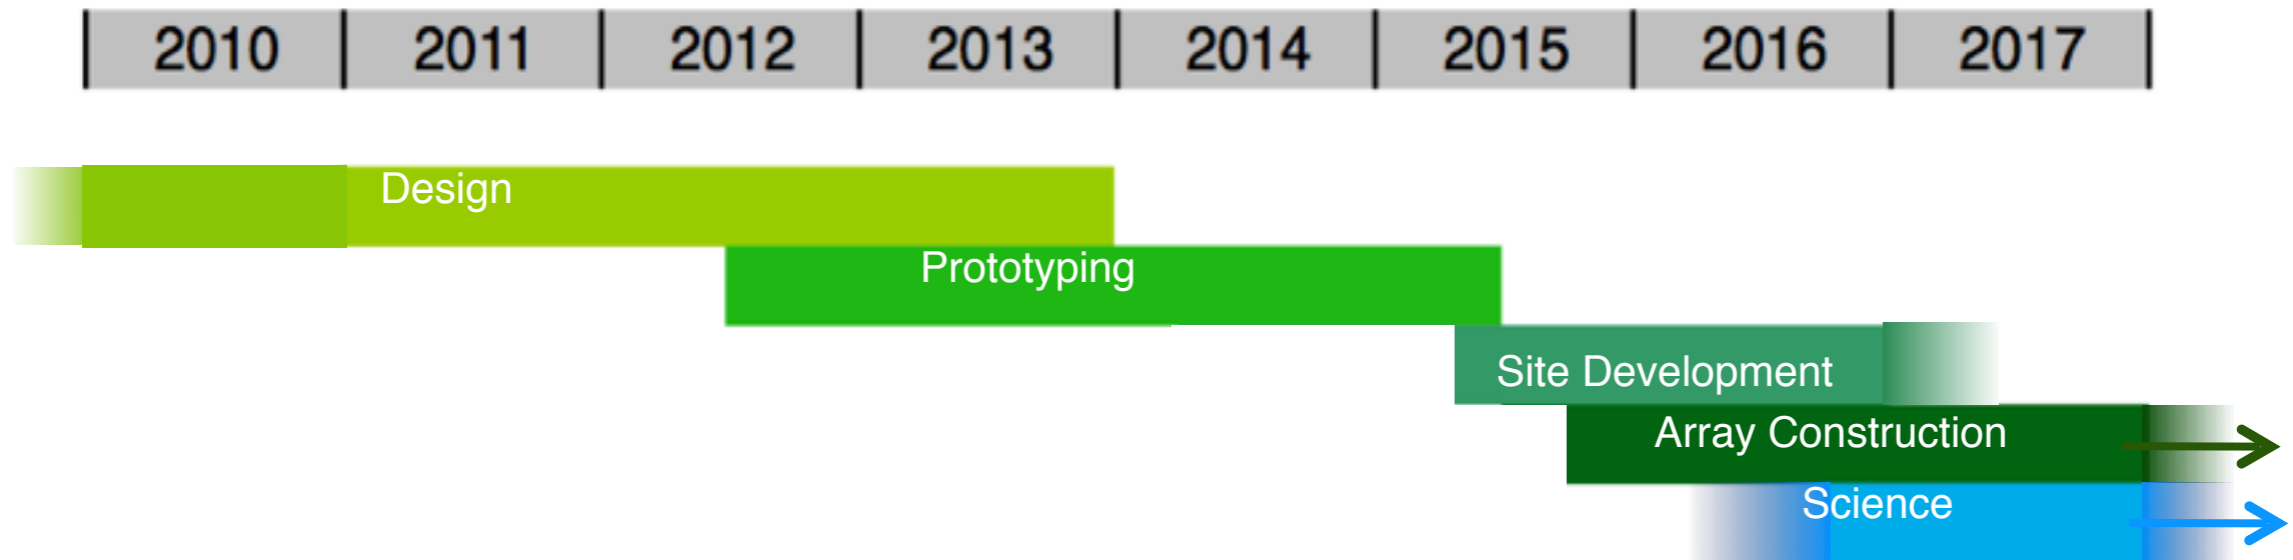 2010 2011 2012 2013 2014 2015 2016 2017
Design
Prototyping
Site Development
Array Construction
Science